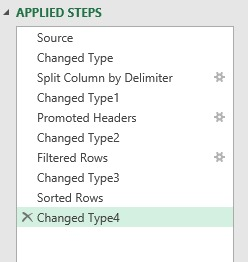 APPLIED STEPS
Source
Changed Type
Split Column by Delimiter
Changed Type1
Promoted Headers
Changed Type2
Filtered Rows
Changed Type3
Sorted Rows
Changed Type4